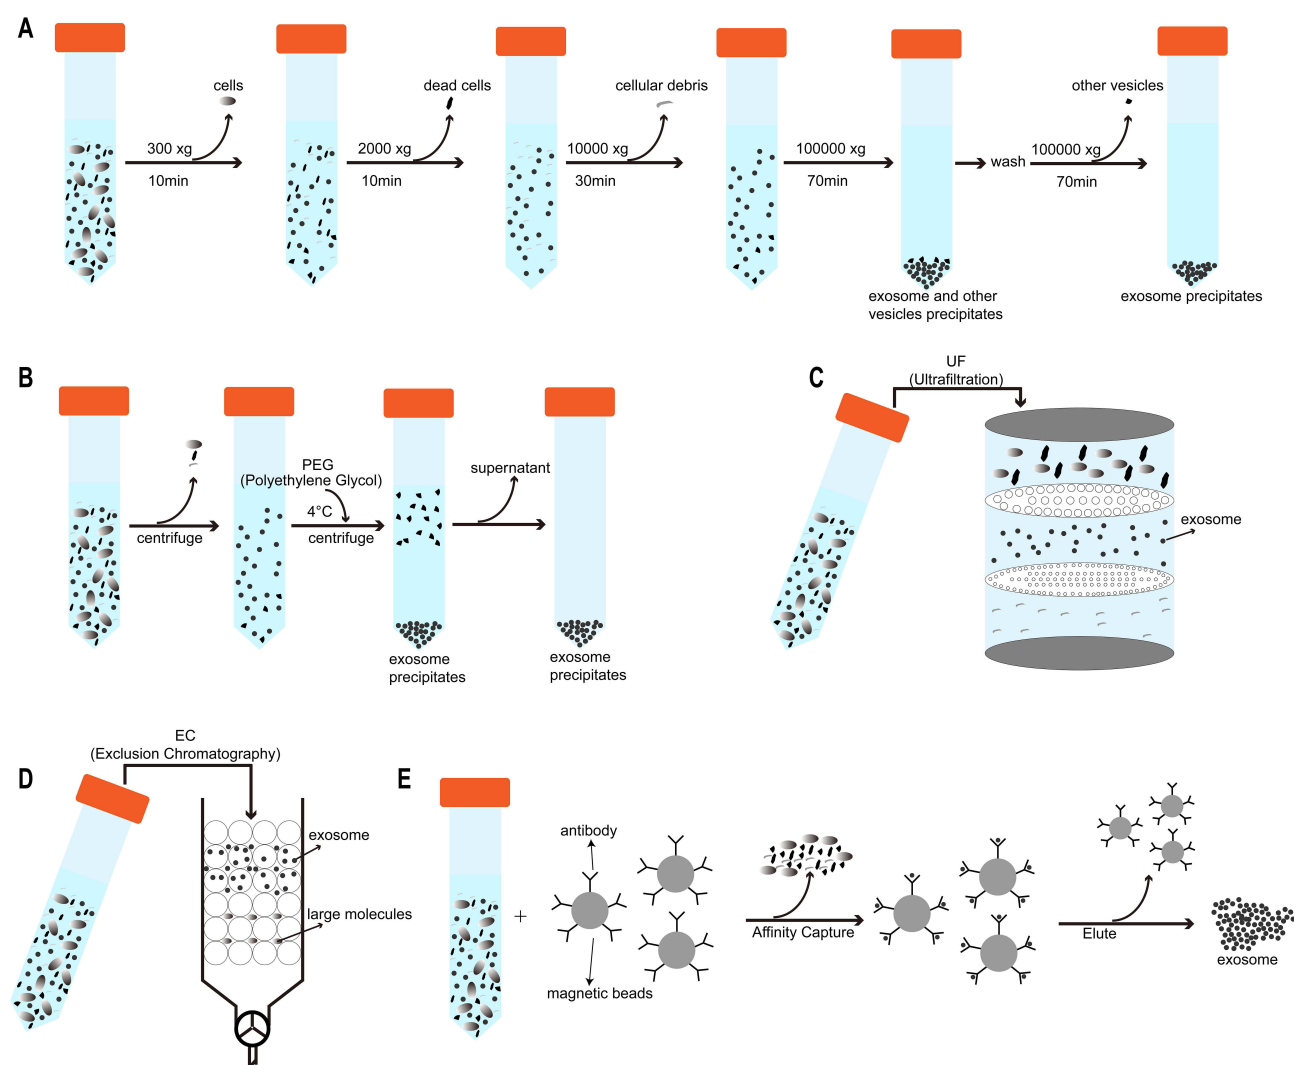 A
cells
dead cells
cellular debris
other vesicles
300 xg
10min
2000 xg
10min
10000 xg
30min
100000 xg
70min
wash
100000 xg
70min
exosome and other
vesicles precipitates
exosome precipitates
B
centrifuge
PEG
(Polyethylene Glycol)
4°C
centrifuge
supernatant
exosome
precipitates
exosome
precipitates
C
UF
(Ultrafiltration)
exosome
D
EC
(Exclusion Chromatography)
exosome
large molecules
E
+
antibody
magnetic beads
Affinity Capture
Elute
exosome